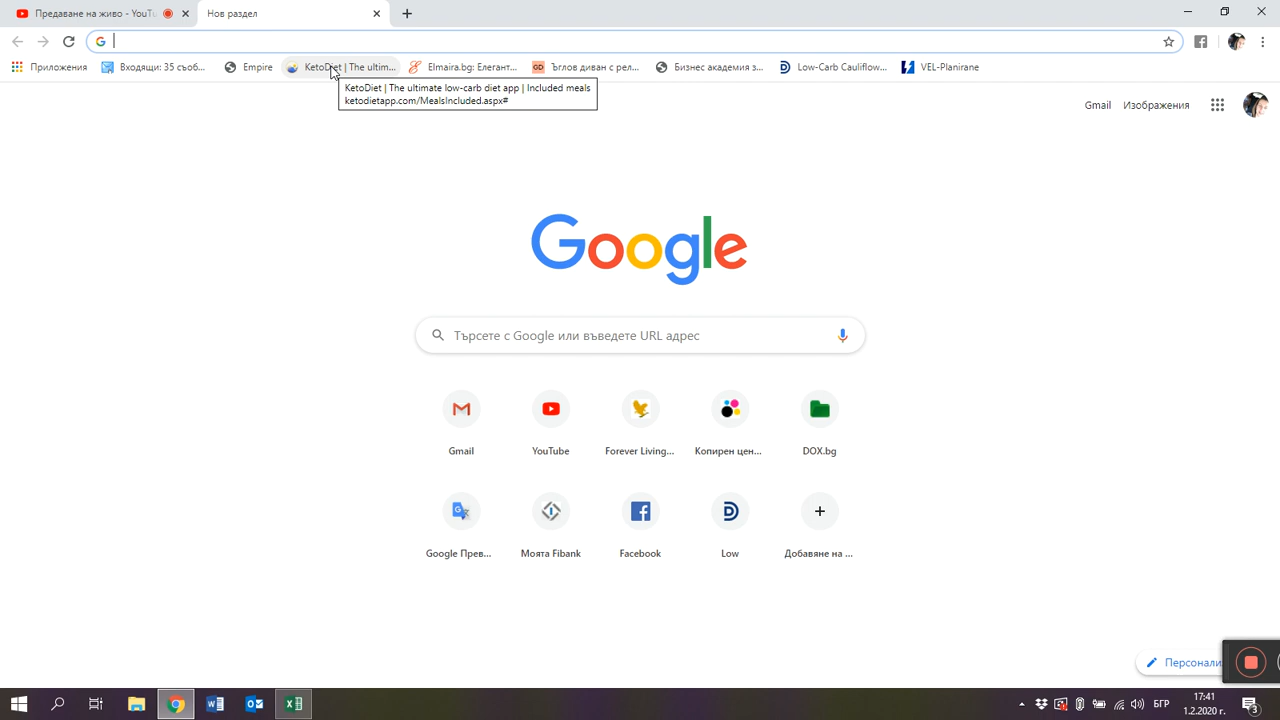 Предаване на живо - YouTu
Нов раздел
Приложения
Входящи: 35 съоб...
Empire
KetoDiet | The ultim...
Elmaira.bg: Елегант...
Ъглов диван с рел...
Бизнес академия з...
Low-Carb Cauliflow...
VEL-Planirane
KetoDiet | The ultimate low-carb diet app | Included meals
ketodietapp.com/MealsIncluded.aspx#
Gmail Изображения
Google
Търсете с Google или въведете URL адрес
Gmail
YouTube
Forever Living...
Копирен цен...
DOX.bg
Google Прев...
Моята Fibank
Facebook
Low
Добавяне на ...
Персонали
БГР
17:41
1.2.2020 г.
3